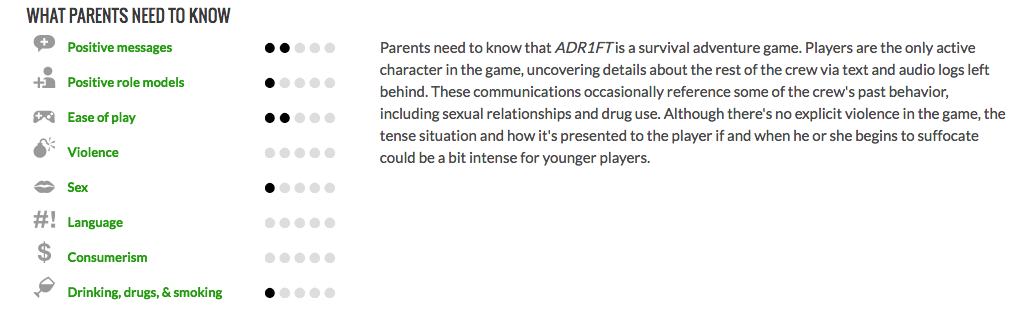 WHAT PARENTS NEED TO KNOW
Positive messages
Positive role models
Ease of play
Violence
Sex
#! Language
$ Consumerism
Drinking, drugs, & smoking
Parents need to know that ADR1FT is a survival adventure game. Players are the only active
character in the game, uncovering details about the rest of the crew via text and audio logs left
behind. These communications occasionally reference some of the crew's past behavior,
including sexual relationships and drug use. Although there's no explicit violence in the game, the
tense situation and how it's presented to the player if and when he or she begins to suffocate
could be a bit intense for younger players.